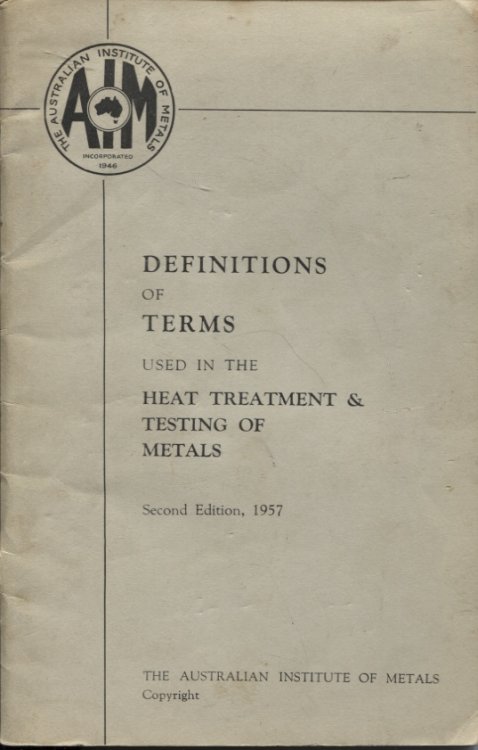 THE AUSTRALIAN INSTITUTE OF METALS
AIM
INCORPORATED
1946
DEFINITIONS
OF
TERMS
USED IN THE
HEAT TREATMENT &
TESTING OF
METALS
Second Edition, 1957
THE AUSTRALIAN INSTITUTE OF METALS
Copyright